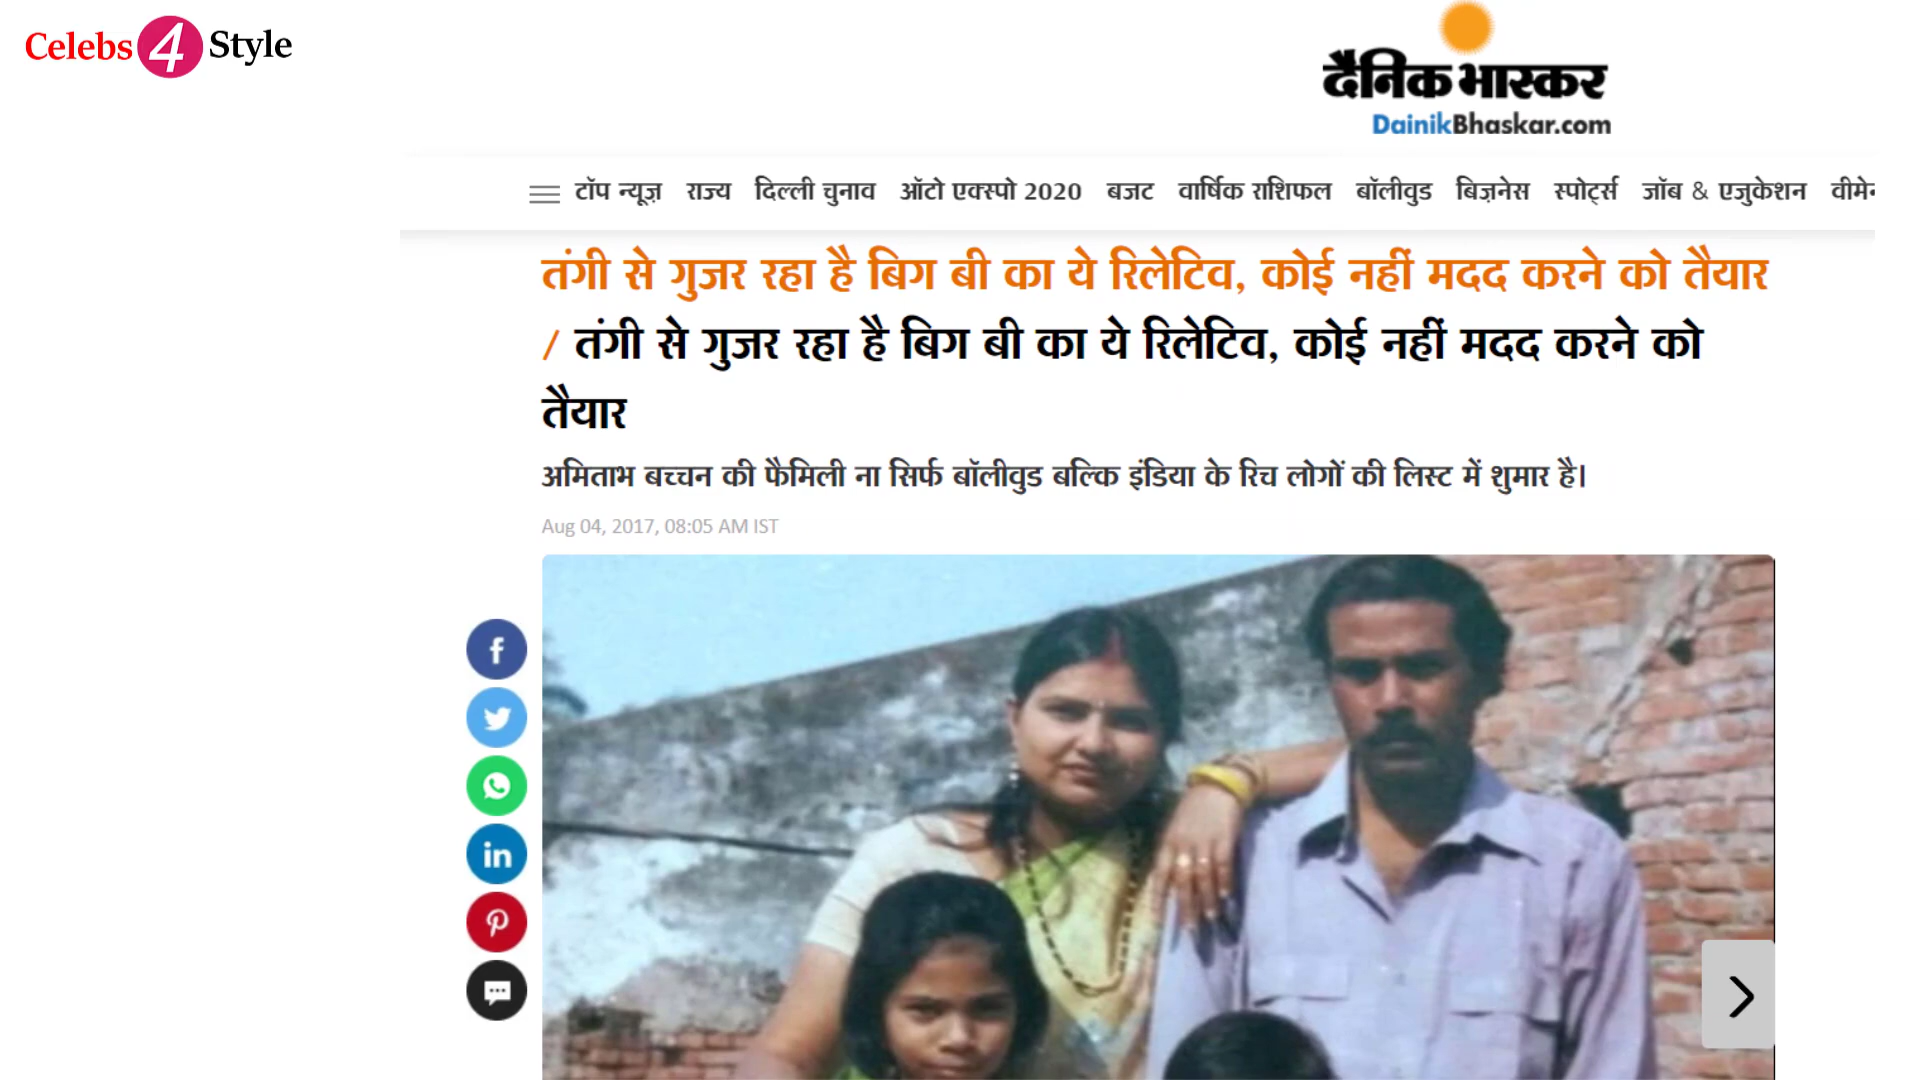 Celebs 4 Style
दैनिक भास्कर
DainikBhaskar.com
टॉप न्यूज़ राज्य दिल्ली चुनाव ऑटो एक्स्पो 2020 बजट वार्षिक राशिफल बॉलीवुड बिज़नेस स्पोर्ट्स जॉब & एजुकेशन
तंगी से गुजर रहा है बिग बी का ये रिलेटिव, कोई नहीं मदद करने को तैयार
/ तंगी से गुजर रहा है बिग बी का ये रिलेटिव, कोई नहीं मदद करने को
तैयार
अमिताभ बच्चन की फैमिली ना सिर्फ बॉलीवुड बल्कि इंडिया के रिच लोगों की लिस्ट में शुमार है।
Aug 04, 2017, 08:05 AM IST